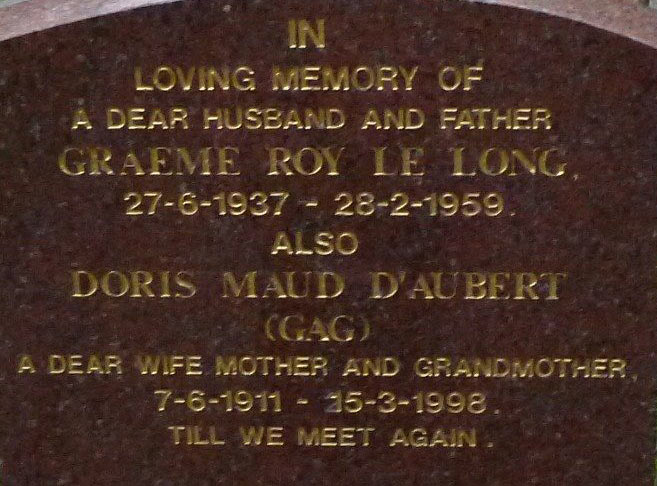 IN
LOVING MEMORY OF
A DEAR HUSBAND AND FATHER
GRAEME ROY LE LONG,
27-6-1937 - 28-2-1959.
ALSO
DORIS MAUD D'AUBERT
(GAG)
A DEAR WIFE MOTHER AND GRANDMOTHER,
7-6-1911 - 15-3-1998.
TILL WE MEET AGAIN.